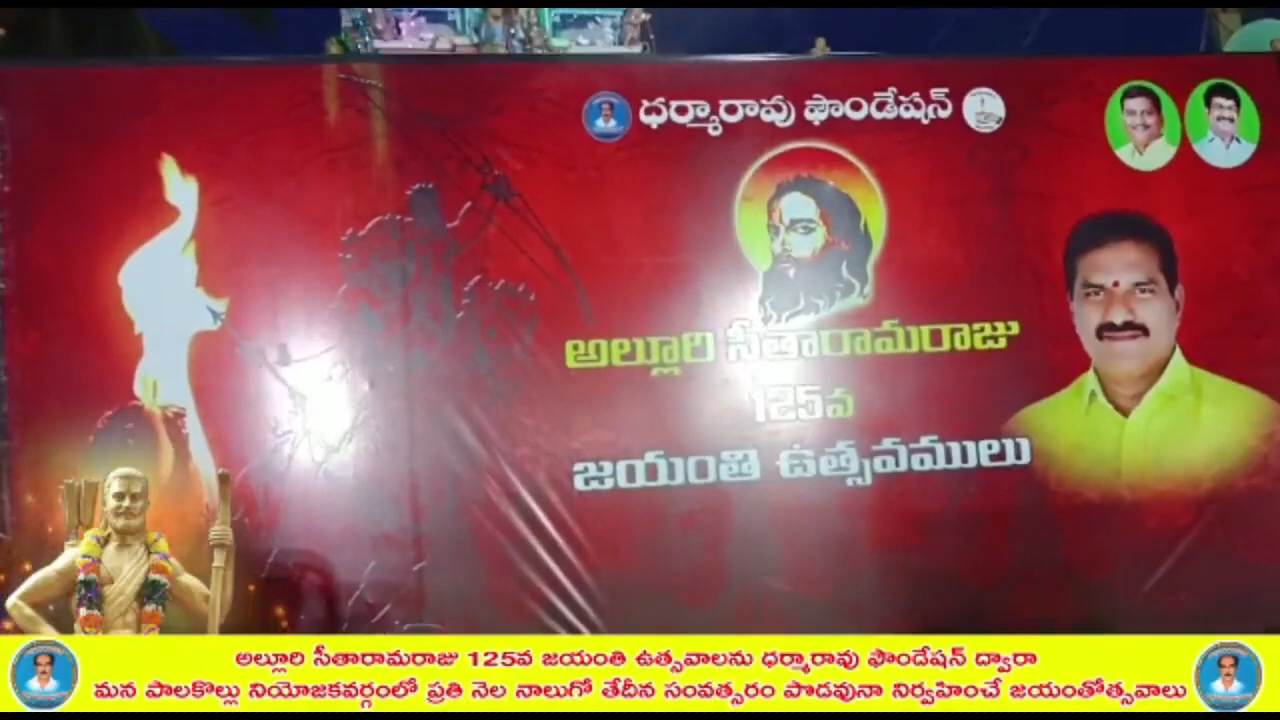 ధర్మారావు ఫౌండేషన్
అల్లూరి సీతారామరాజు
125వ
జయంతి ఉత్సవములు
అల్లూరి సీతారామరాజు 125వ జయంతి ఉత్సవాలను ధర్మారావు ఫౌండేషన్ ద్వారా
మన పాలకొల్లు నియోజకవర్గంలో ప్రతి నెల నాలుగో తేదీన సంవత్సరం పొడవునా నిర్వహించే జయంతోత్సవాలు